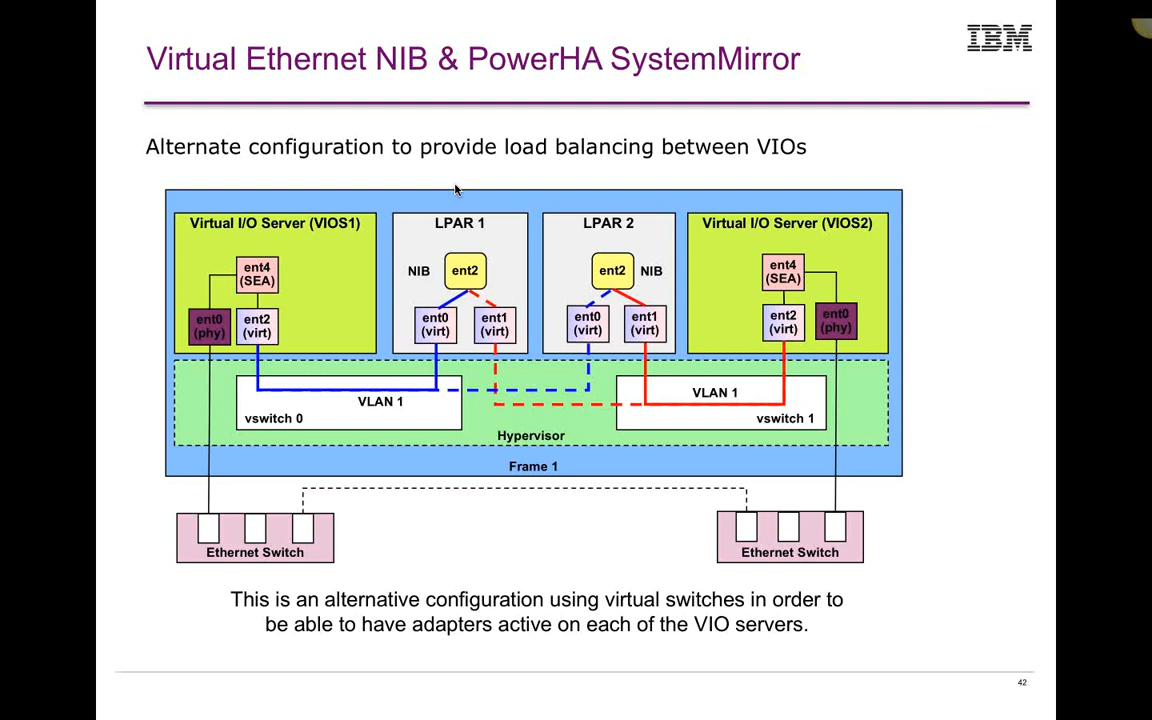 IBM
Virtual Ethernet NIB & PowerHA SystemMirror
Alternate configuration to provide load balancing between VIOs
Virtual I/O Server (VIOS1)
ent4
(SEA)
ent0
(phy)
ent2
(virt)
LPAR 1
NIB
ent2
ent0
(virt)
ent1
(virt)
LPAR 2
ent2
NIB
ent0
(virt)
ent1
(virt)
Virtual I/O Server (VIOS2)
ent4
(SEA)
ent2
(virt)
ent0
(phy)
VLAN 1
vswitch 0
VLAN 1
vswitch 1
Hypervisor
Frame 1
Ethernet Switch
Ethernet Switch
This is an alternative configuration using virtual switches in order to
be able to have adapters active on each of the VIO servers.
42